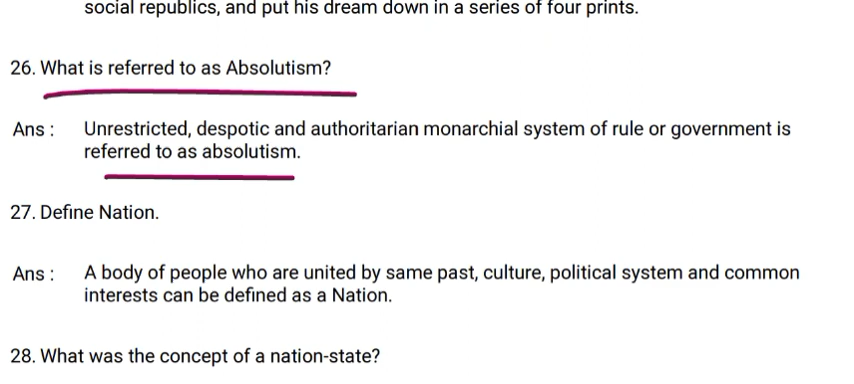 social republics, and put his dream down in a series of four prints.
26. What is referred to as Absolutism?
Ans : Unrestricted, despotic and authoritarian monarchial system of rule or government is
referred to as absolutism.
27. Define Nation.
Ans : A body of people who are united by same past, culture, political system and common
interests can be defined as a Nation.
28. What was the concept of a nation-state?